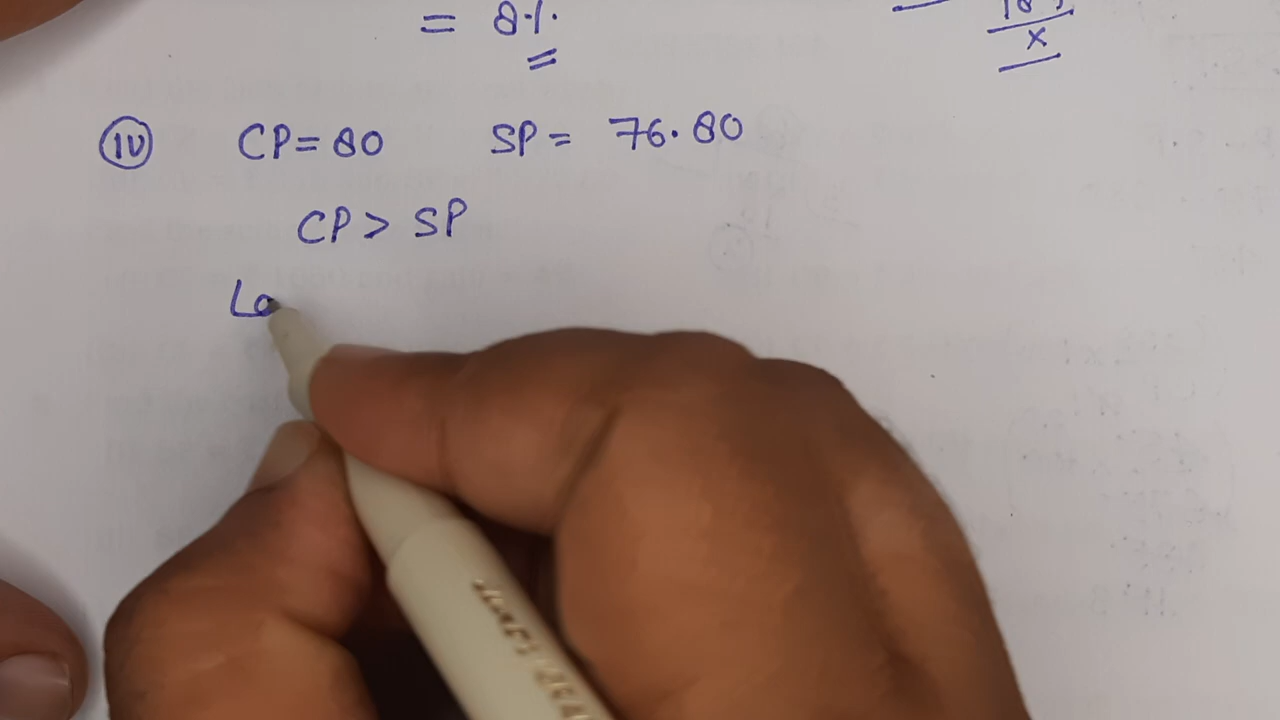 = 8%.
x
(iv) CP = 80 SP = 76.80
CP > SP
Lo